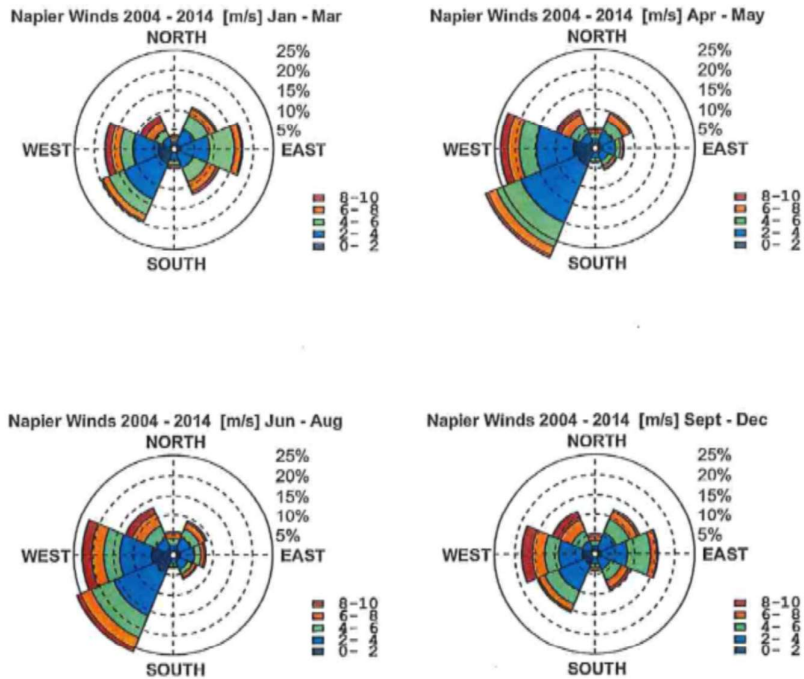 Napier Winds 2004 - 2014 [m/s] Jan - Mar
NORTH
25%
20%
15%
10%
5%
WEST
EAST
8-10
6- 8
4- 6
2- 4
0- 2
SOUTH
Napier Winds 2004 - 2014 [m/s] Apr - May
NORTH
25%
20%
15%
10%
5%
WEST
EAST
8-10
6- 8
4- 6
2- 4
0- 2
SOUTH
Napier Winds 2004 - 2014 [m/s] Jun - Aug
NORTH
25%
20%
15%
10%
5%
WEST
EAST
8-10
6- 8
4- 6
2- 4
0- 2
SOUTH
Napier Winds 2004 - 2014 [m/s] Sept - Dec
NORTH
25%
20%
15%
10%
5%
WEST
EAST
8-10
6- 8
4- 6
2- 4
0- 2
SOUTH